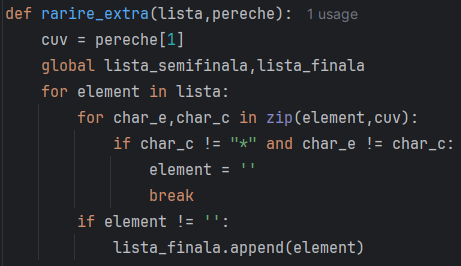 def rarire_extra(lista,pereche): 1 usage
    cuv = pereche[1]
    global lista_semifinala,lista_finala
    for element in lista:
        for char_e,char_c in zip(element,cuv):
            if char_c != "*" and char_e != char_c:
                element = ''
                break
        if element != '':
            lista_finala.append(element)